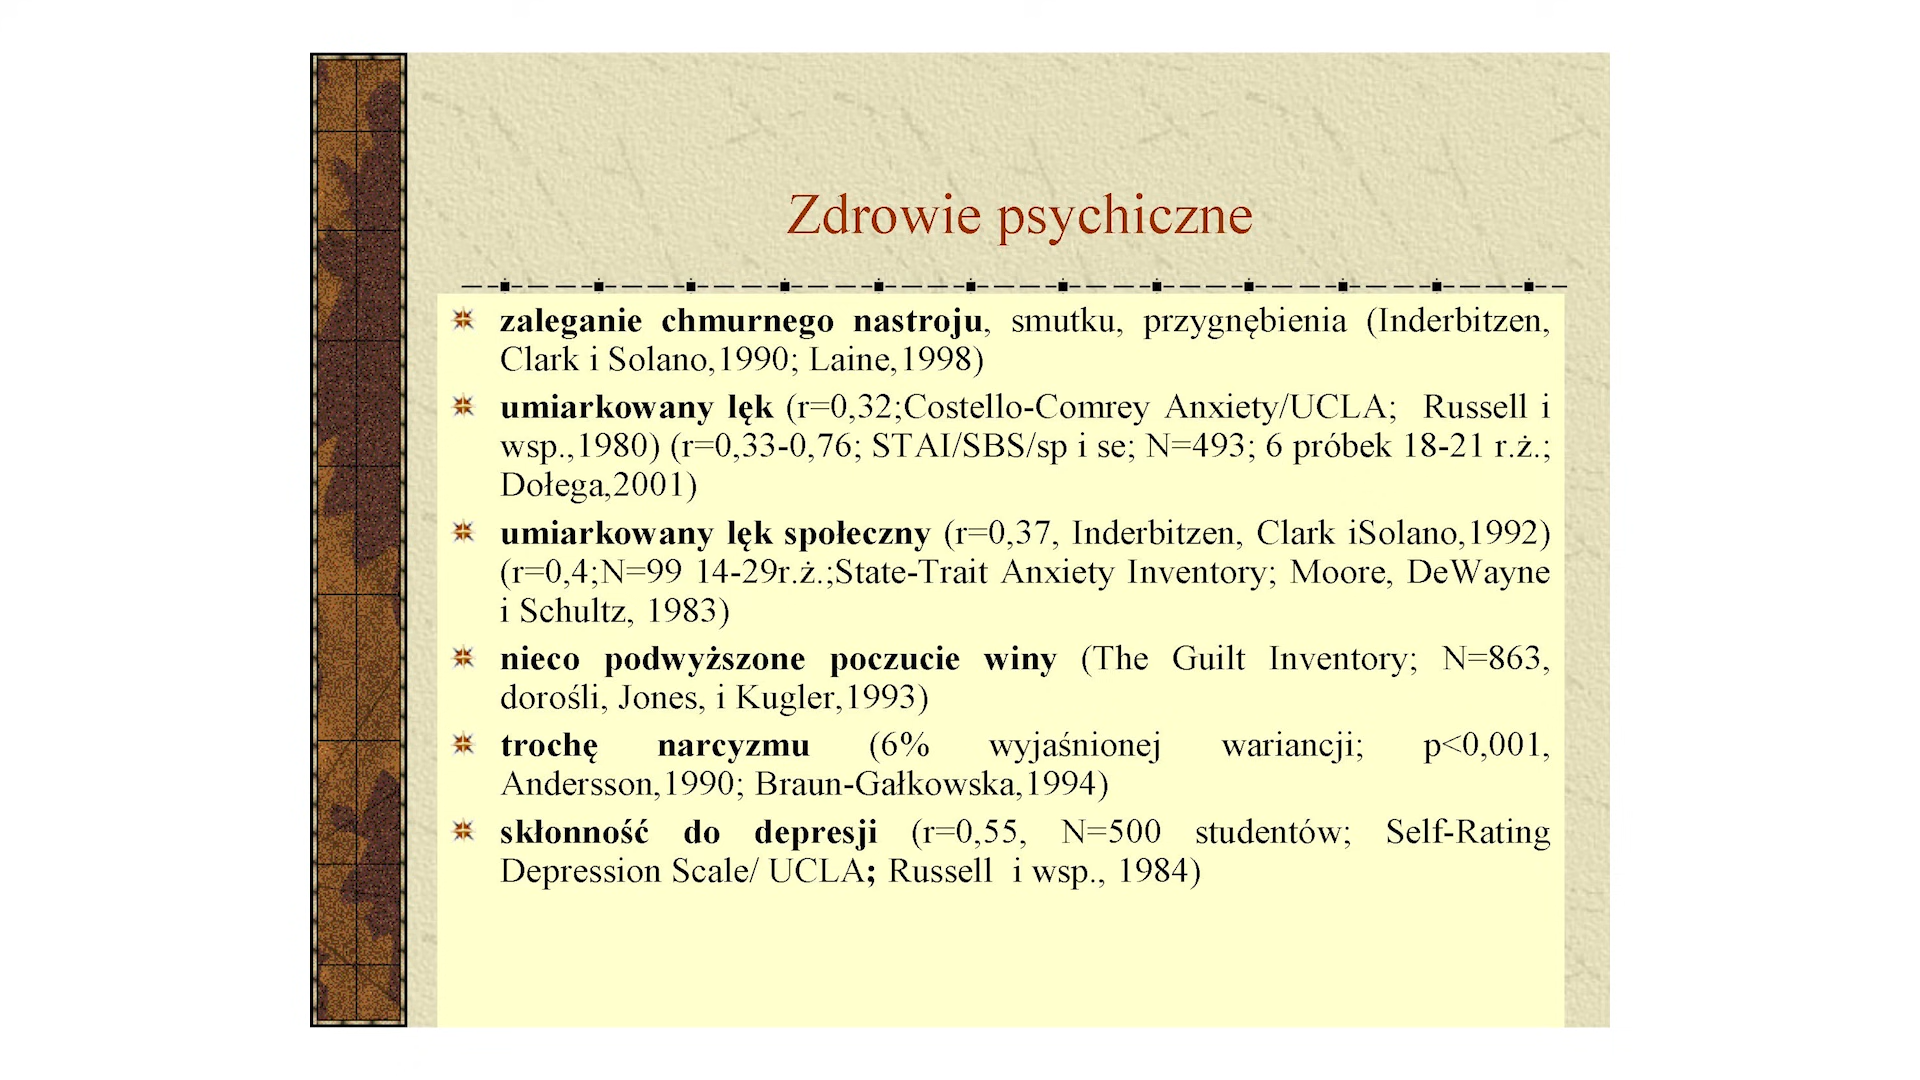 Zdrowie psychiczne
zaleganie chmurnego nastroju, smutku, przygnębienia (Inderbitzen,
Clark i Solano,1990; Laine,1998)
umiarkowany lęk (r=0,32;Costello-Comrey Anxiety/UCLA; Russell i
wsp.,1980) (r=0,33-0,76; STAI/SBS/sp i se; N=493; 6 próbek 18-21 r.ż.;
Dołega,2001)
umiarkowany lęk społeczny (r=0,37, Inderbitzen, Clark iSolano,1992)
(r=0,4;N=99 14-29r.ż.;State-Trait Anxiety Inventory; Moore, DeWayne
i Schultz, 1983)
nieco podwyższone poczucie winy (The Guilt Inventory; N=863,
dorośli, Jones, i Kugler,1993)
trochę narcyzmu (6% wyjaśnionej wariancji; p<0,001,
Andersson,1990; Braun-Gałkowska,1994)
skłonność do depresji (r=0,55, N=500 studentów; Self-Rating
Depression Scale/ UCLA; Russell i wsp., 1984)